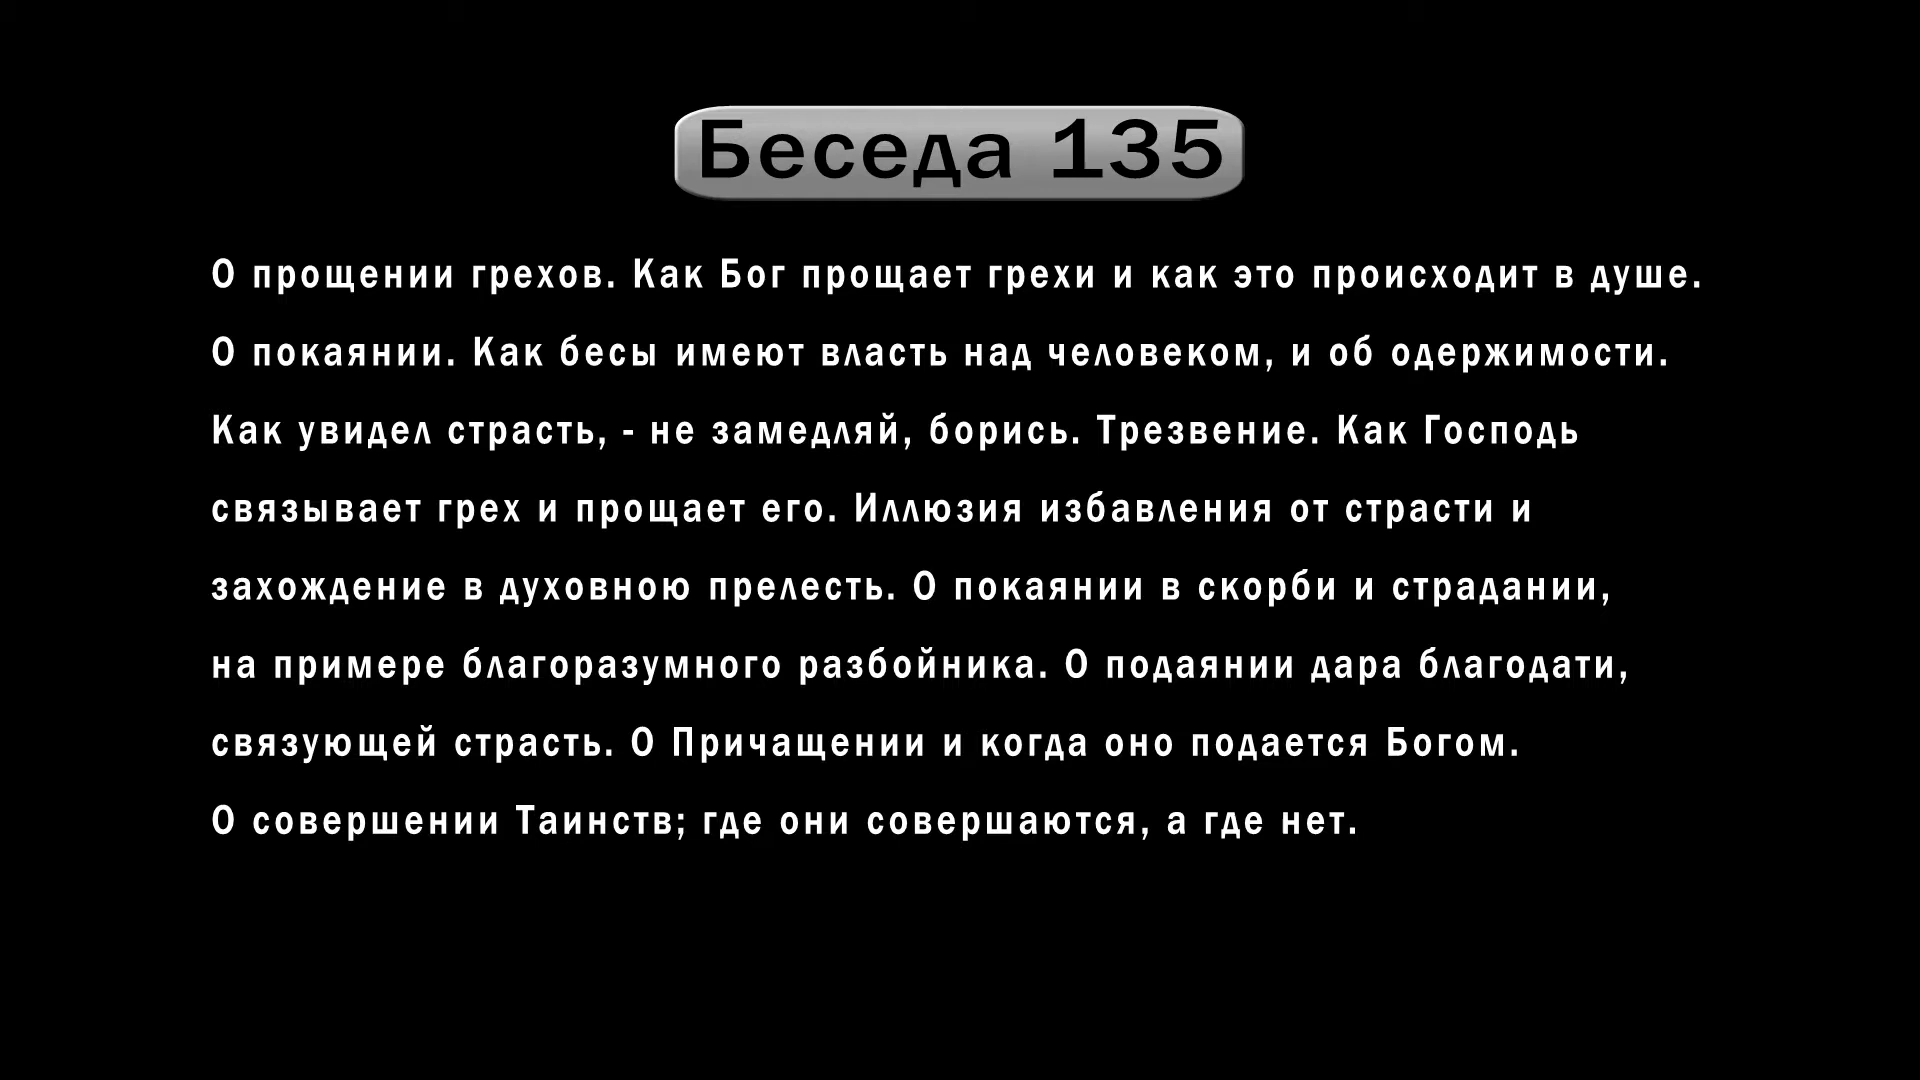 Беседа 135
О прощении грехов. Как Бог прощает грехи и как это происходит в душе.
О покаянии. Как бесы имеют власть над человеком, и об одержимости.
Как увидел страсть, - не замедляй, борись. Трезвение. Как Господь
связывает грех и прощает его. Иллюзия избавления от страсти и
захождение в духовною прелесть. О покаянии в скорби и страдании,
на примере благоразумного разбойника. О подаянии дара благодати,
связующей страсть. О Причащении и когда оно подается Богом.
О совершении Таинств; где они совершаются, а где нет.